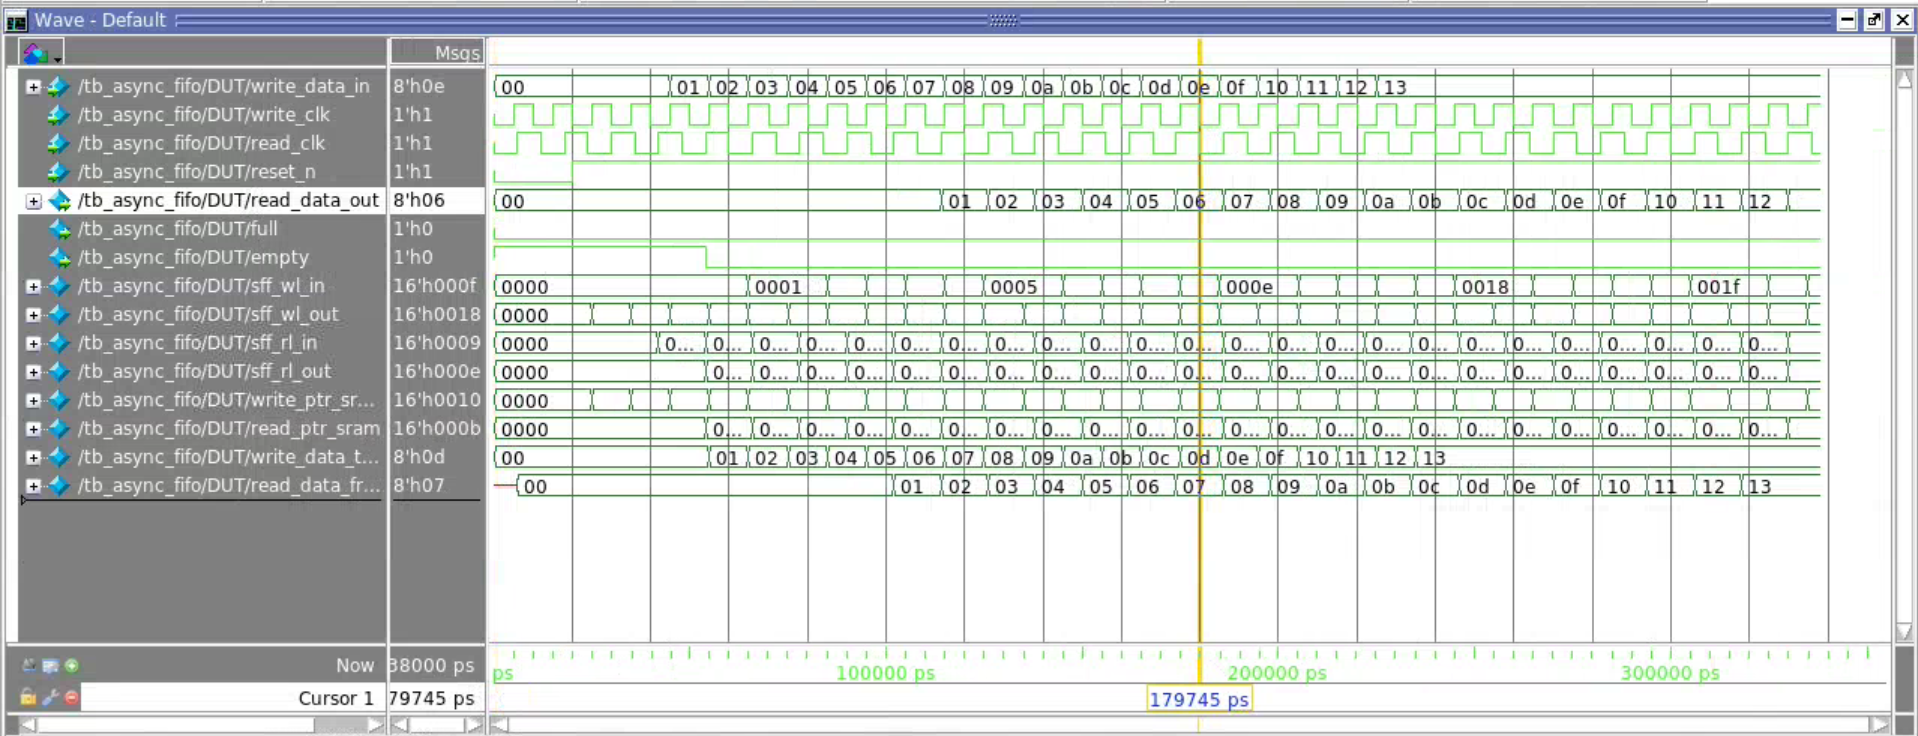 Wave - Default
Msgs
/tb_async_fifo/DUT/write_data_in 8'h0e 00 01 02 03 04 05 06 07 08 09 0a 0b 0c 0d 0e 0f 10 11 12 13
/tb_async_fifo/DUT/write_clk 1'h1
/tb_async_fifo/DUT/read_clk 1'h1
/tb_async_fifo/DUT/reset_n 1'h1
/tb_async_fifo/DUT/read_data_out 8'h06 00 01 02 03 04 05 06 07 08 09 0a 0b 0c 0d 0e 0f 10 11 12
/tb_async_fifo/DUT/full 1'h0
/tb_async_fifo/DUT/empty 1'h0
/tb_async_fifo/DUT/sff_wl_in 16'h000f 0000 0001 0005 000e 0018 001f
/tb_async_fifo/DUT/sff_wl_out 16'h0018 0000
/tb_async_fifo/DUT/sff_rl_in 16'h0009 0000 0... 0... 0... 0... 0... 0... 0... 0... 0... 0... 0... 0... 0... 0... 0... 0... 0... 0... 0... 0... 0... 0... 0... 0...
/tb_async_fifo/DUT/sff_rl_out 16'h000e 0000 0... 0... 0... 0... 0... 0... 0... 0... 0... 0... 0... 0... 0... 0... 0... 0... 0... 0... 0... 0... 0... 0... 0...
/tb_async_fifo/DUT/write_ptr_sr... 16'h0010 0000
/tb_async_fifo/DUT/read_ptr_sram 16'h000b 0000 0... 0... 0... 0... 0... 0... 0... 0... 0... 0... 0... 0... 0... 0... 0... 0... 0... 0... 0... 0... 0... 0... 0...
/tb_async_fifo/DUT/write_data_t... 8'h0d 00 01 02 03 04 05 06 07 08 09 0a 0b 0c 0d 0e 0f 10 11 12 13
/tb_async_fifo/DUT/read_data_fr... 8'h07 00 01 02 03 04 05 06 07 08 09 0a 0b 0c 0d 0e 0f 10 11 12 13
Now 38000 ps ps 100000 ps 200000 ps 300000 ps
Cursor 1 79745 ps 179745 ps